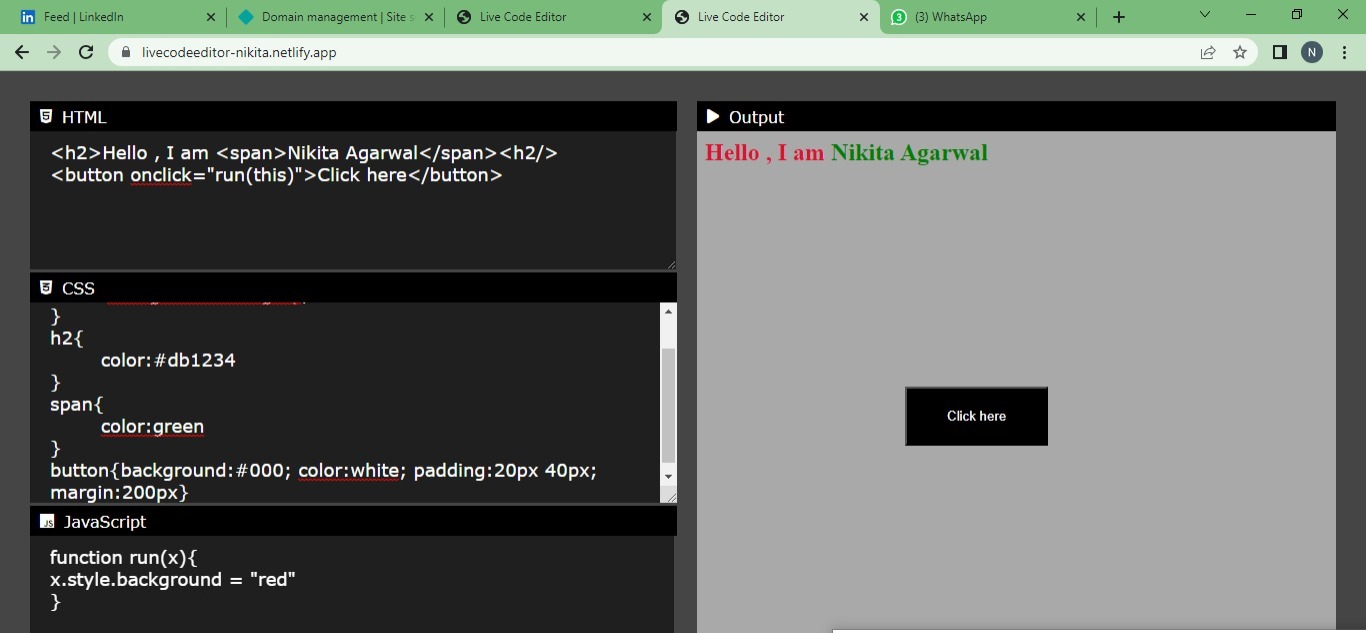 Feed | LinkedIn
Domain management | Site s
Live Code Editor
Live Code Editor
(3) WhatsApp
livecodeeditor-nikita.netlify.app
N
HTML
<h2>Hello , I am <span>Nikita Agarwal</span><h2/>
<button onclick="run(this)">Click here</button>
CSS
}
h2{
color:#db1234
}
span{
color:green
}
button{background:#000; color:white; padding:20px 40px;
margin:200px}
JavaScript
function run(x){
x.style.background = "red"
}
Output
Hello , I am Nikita Agarwal
Click here